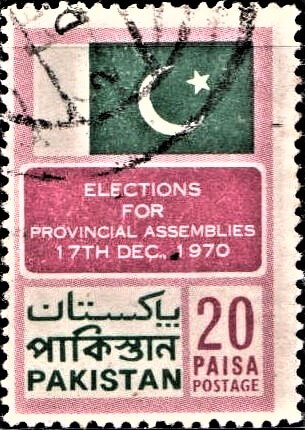 ELECTIONS
FOR
PROVINCIAL ASSEMBLIES
17TH DEC., 1970
پاکستان
পাকিস্তান
PAKISTAN
20
PAISA
POSTAGE